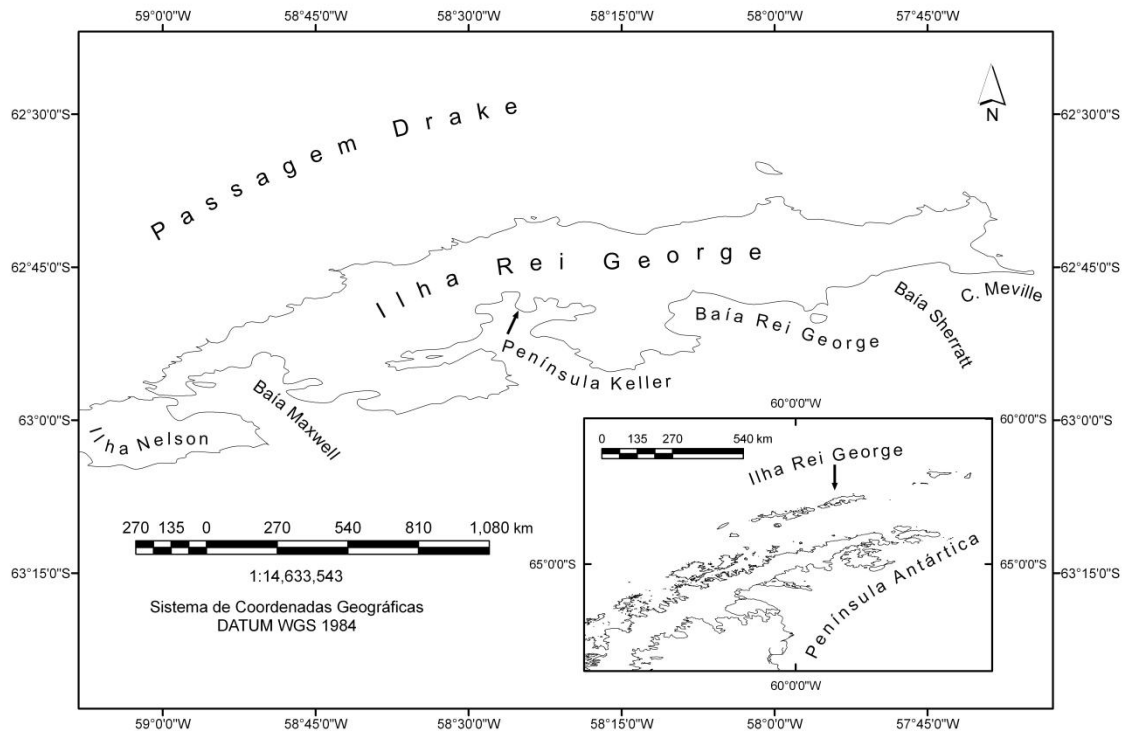 59°0'0"W 58°45'0"W 58°30'0"W 58°15'0"W 58°0'0"W 57°45'0"W
62°30'0"S 62°30'0"S
N
Passagem Drake
Ilha Rei George
62°45'0"S 62°45'0"S
C. Meville
Baía Sherratt
Baía Rei George
Península Keller
Baía Maxwell
Ilha Nelson
63°0'0"S 63°0'0"S
60°0'0"W 60°0'0"S
0 135 270 540 km
Ilha Rei George
65°0'0"S 65°0'0"S
Península Antártica
60°0'0"W
270 135 0 270 540 810 1,080 km
1:14,633,543
63°15'0"S 63°15'0"S
Sistema de Coordenadas Geográficas
DATUM WGS 1984
59°0'0"W 58°45'0"W 58°30'0"W 58°15'0"W 58°0'0"W 57°45'0"W